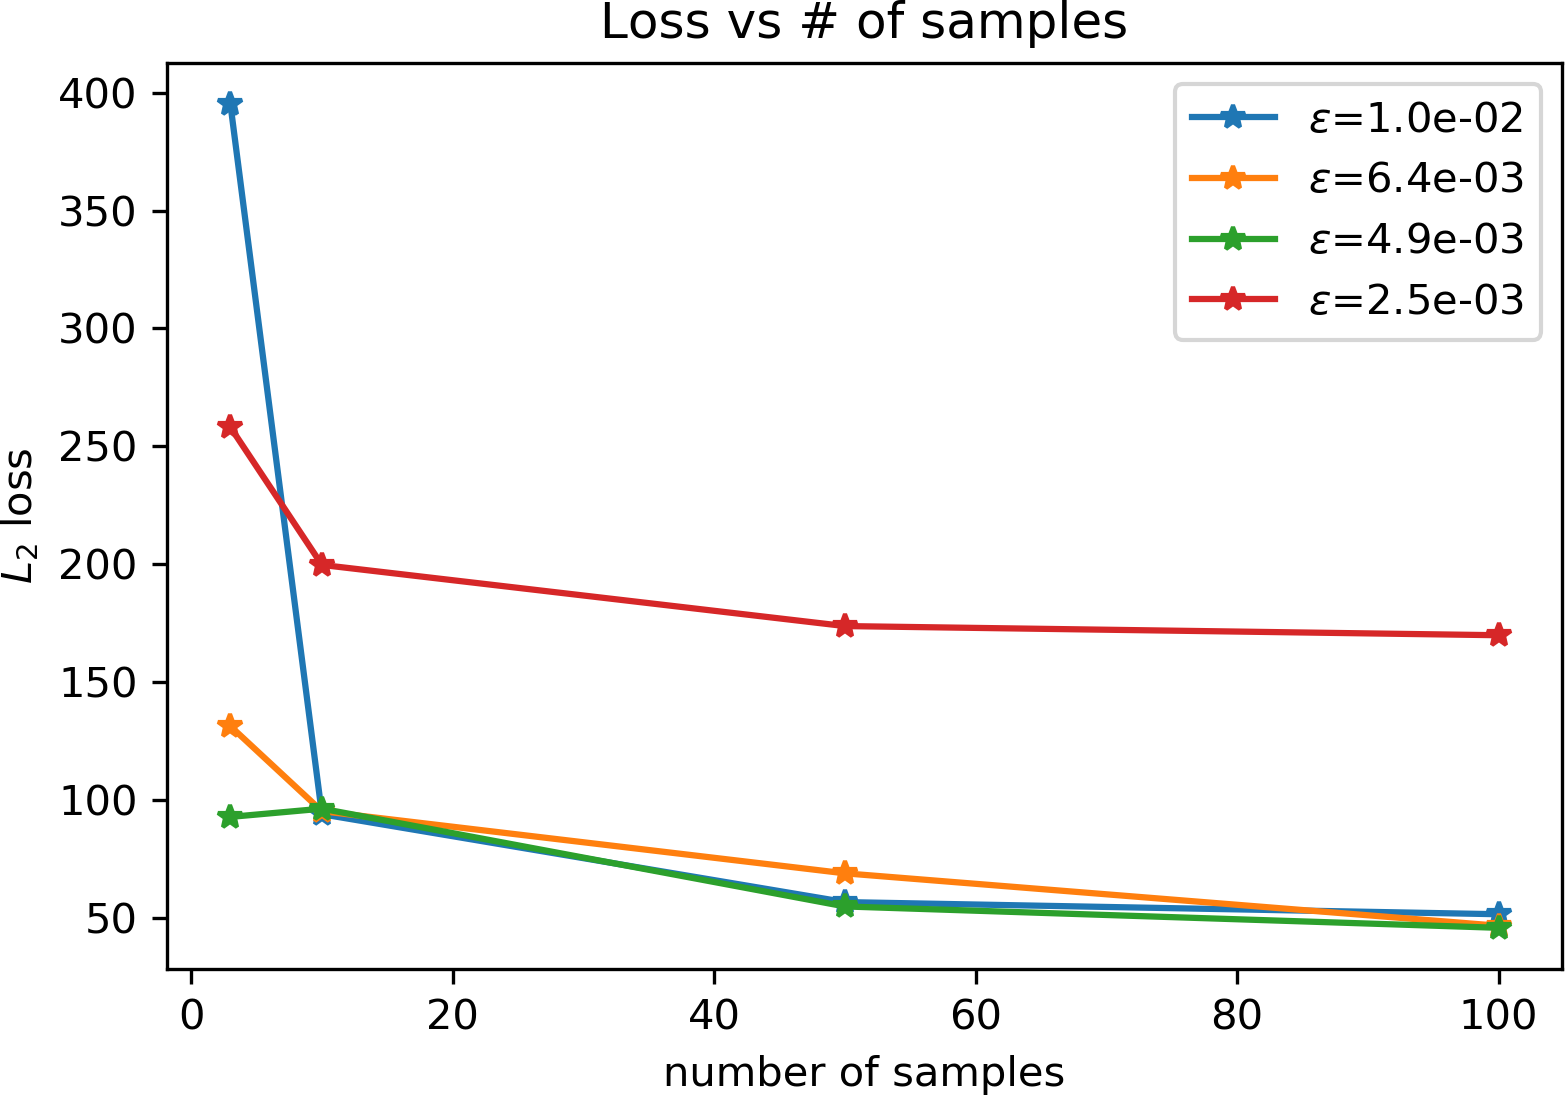 Loss vs # of samples
400
350
300
250
200
150
100
50
L₂ loss
ε=1.0e-02
ε=6.4e-03
ε=4.9e-03
ε=2.5e-03
0 20 40 60 80 100
number of samples